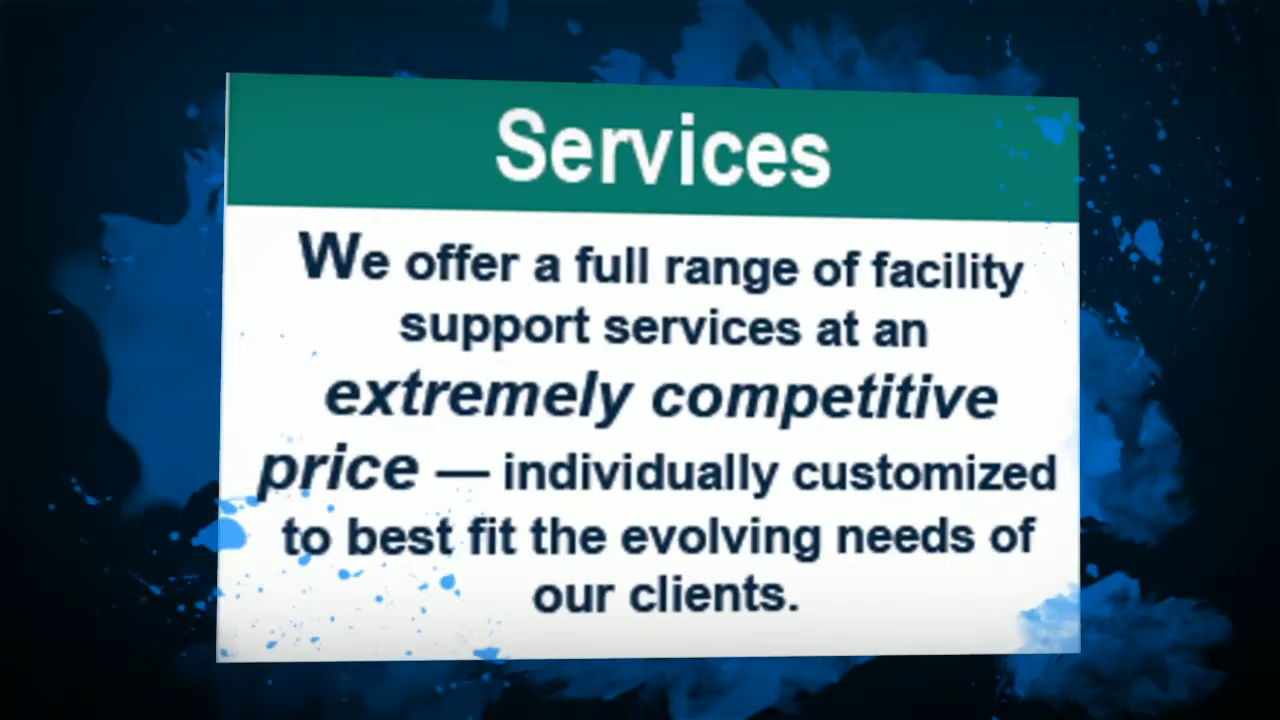 Services
We offer a full range of facility
support services at an
extremely competitive
price — individually customized
to best fit the evolving needs of
our clients.